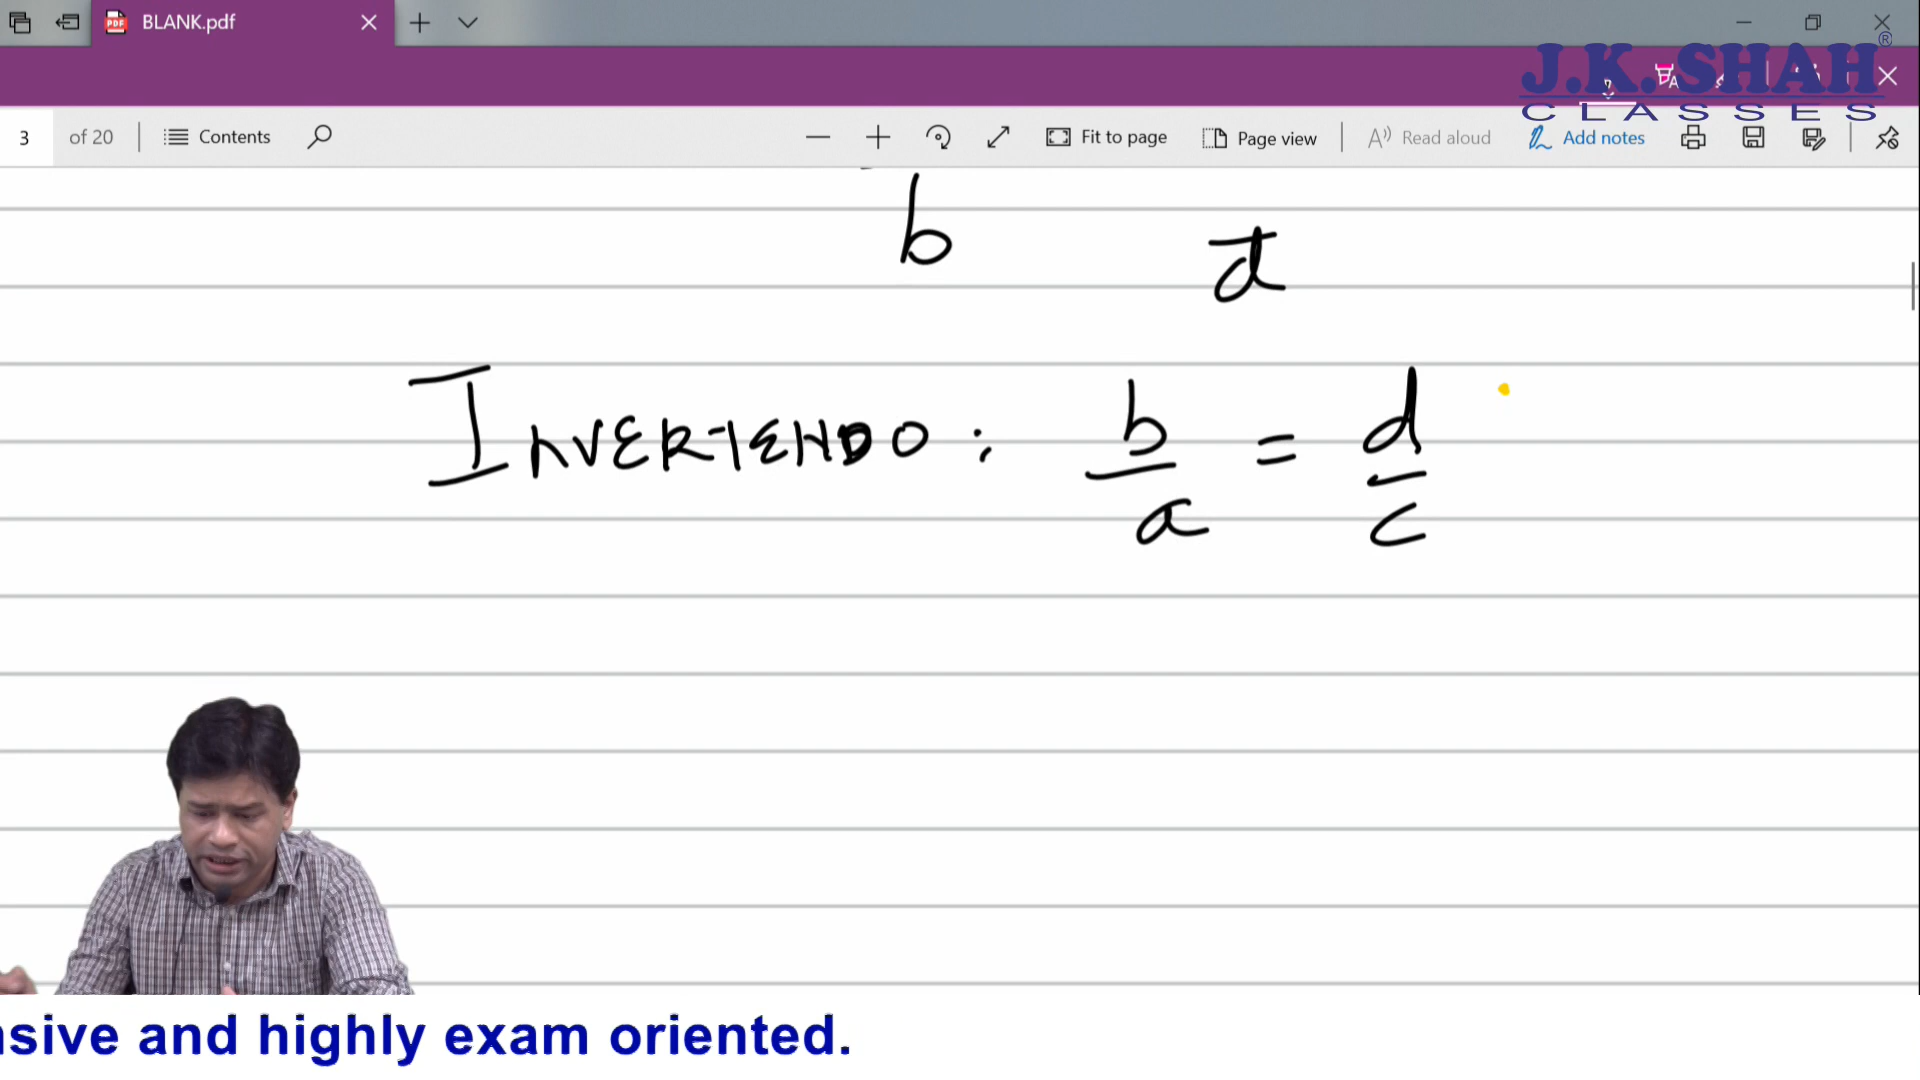 BLANK.pdf
J.K.SHAH®
CLASSES
3 of 20 Contents Fit to page Page view Read aloud Add notes
b d
INVERTENDO : b/a = d/c
nsive and highly exam oriented.